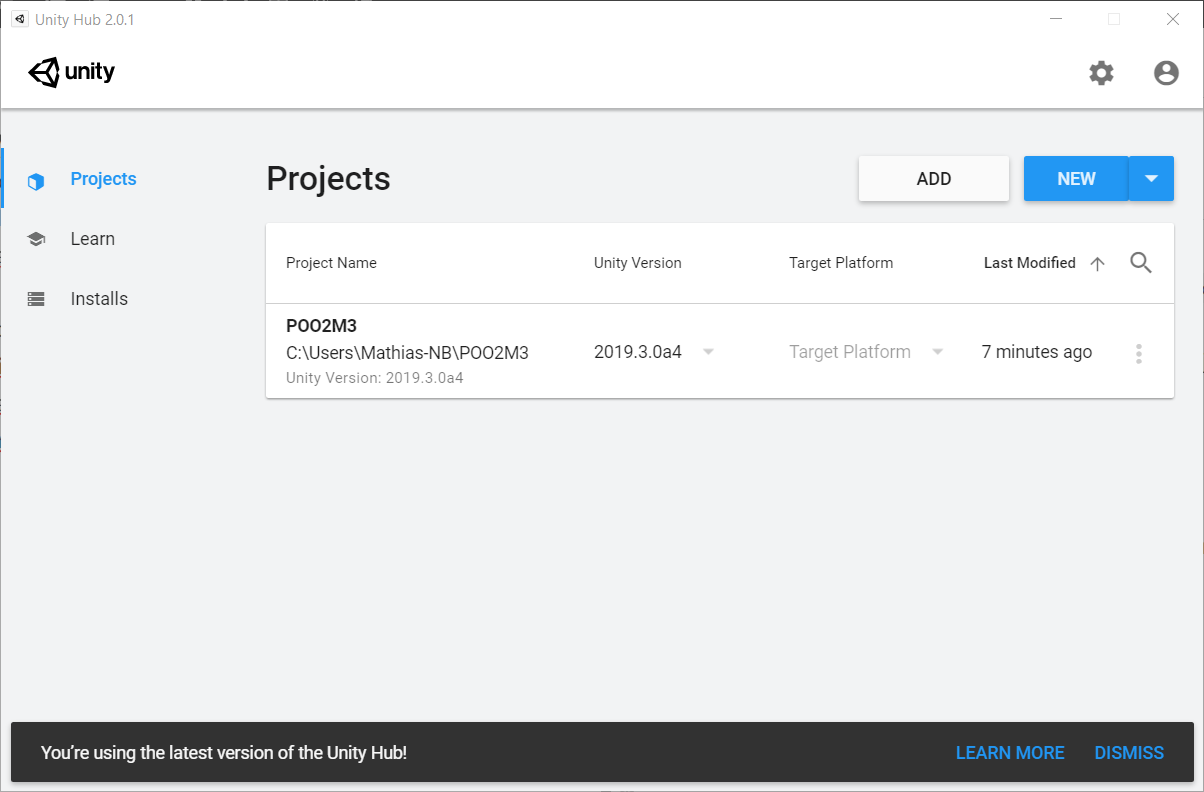 Unity Hub 2.0.1
unity
Projects
Learn
Installs
Projects
ADD
NEW
Project Name
Unity Version
Target Platform
Last Modified
POO2M3
C:\Users\Mathias-NB\POO2M3
Unity Version: 2019.3.0a4
2019.3.0a4
Target Platform
7 minutes ago
You’re using the latest version of the Unity Hub!
LEARN MORE
DISMISS